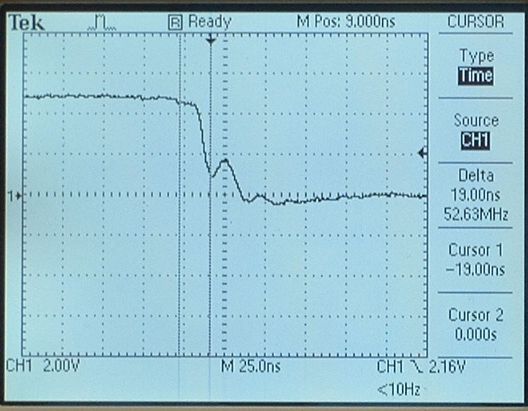 Tek R Ready M Pos: 9.000ns CURSOR
Type
Time
Source
CH1
Delta
19.00ns
52.63MHz
Cursor 1
-19.00ns
Cursor 2
0.000s
1
CH1 2.00V M 25.0ns CH1 2.16V
<10Hz